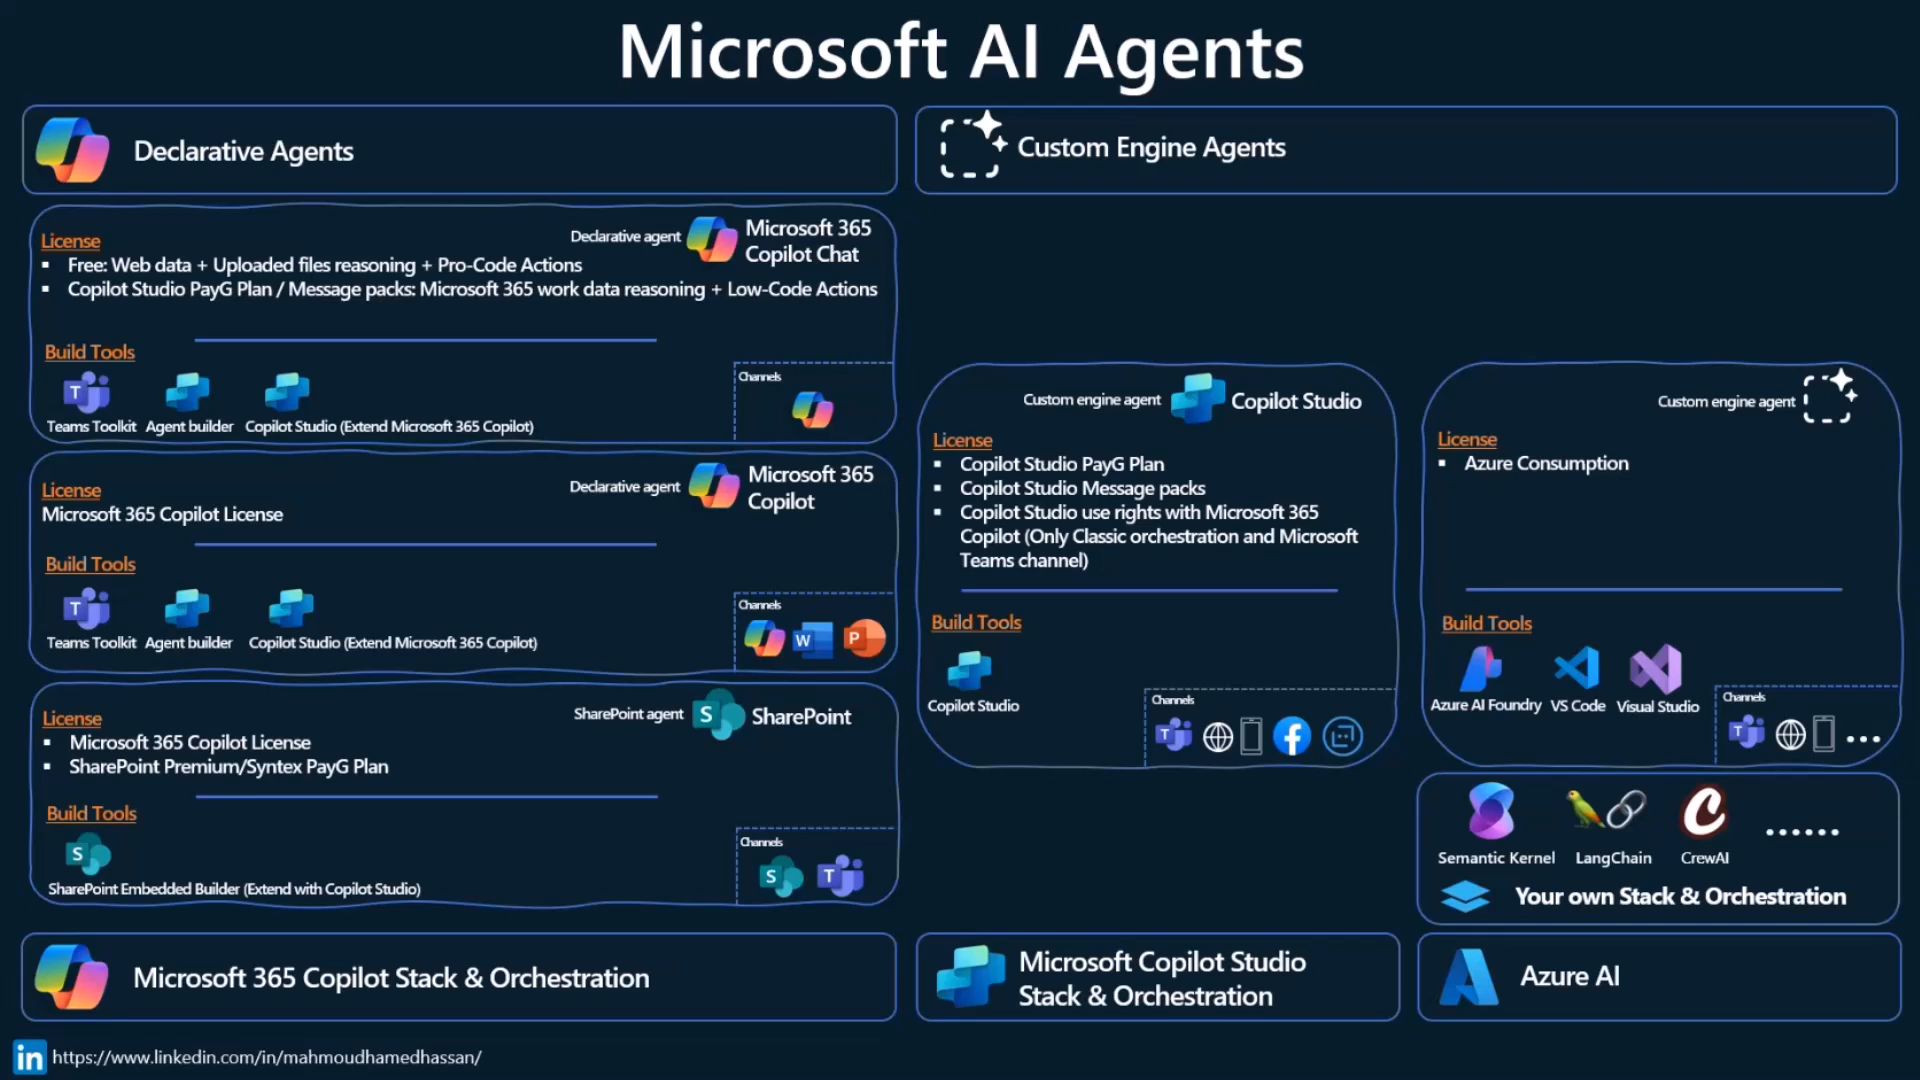 Microsoft AI Agents
Declarative Agents
Declarative agent
Microsoft 365
Copilot Chat
License
▪ Free: Web data + Uploaded files reasoning + Pro-Code Actions
▪ Copilot Studio PayG Plan / Message packs: Microsoft 365 work data reasoning + Low-Code Actions
Build Tools
T
Teams Toolkit
Agent builder
Copilot Studio (Extend Microsoft 365 Copilot)
Channels
Declarative agent
Microsoft 365
Copilot
License
Microsoft 365 Copilot License
Build Tools
T
Teams Toolkit
Agent builder
Copilot Studio (Extend Microsoft 365 Copilot)
Channels
W
P
SharePoint agent
S
SharePoint
License
▪ Microsoft 365 Copilot License
▪ SharePoint Premium/Syntex PayG Plan
Build Tools
S
SharePoint Embedded Builder (Extend with Copilot Studio)
Channels
S
T
Microsoft 365 Copilot Stack & Orchestration
Custom Engine Agents
Custom engine agent
Copilot Studio
License
▪ Copilot Studio PayG Plan
▪ Copilot Studio Message packs
▪ Copilot Studio use rights with Microsoft 365
Copilot (Only Classic orchestration and Microsoft
Teams channel)
Build Tools
Copilot Studio
Channels
T
f
Microsoft Copilot Studio
Stack & Orchestration
Custom engine agent
License
▪ Azure Consumption
Build Tools
Azure AI Foundry
VS Code
Visual Studio
Channels
T
...
C
......
Semantic Kernel
LangChain
CrewAI
Your own Stack & Orchestration
Azure AI
in
https://www.linkedin.com/in/mahmoudhamedhassan/